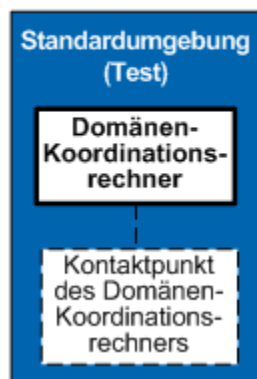 Standardumgebung
(Test)
Domänen-
Koordinations-
rechner
Kontaktpunkt
des Domänen-
Koordinations-
rechners